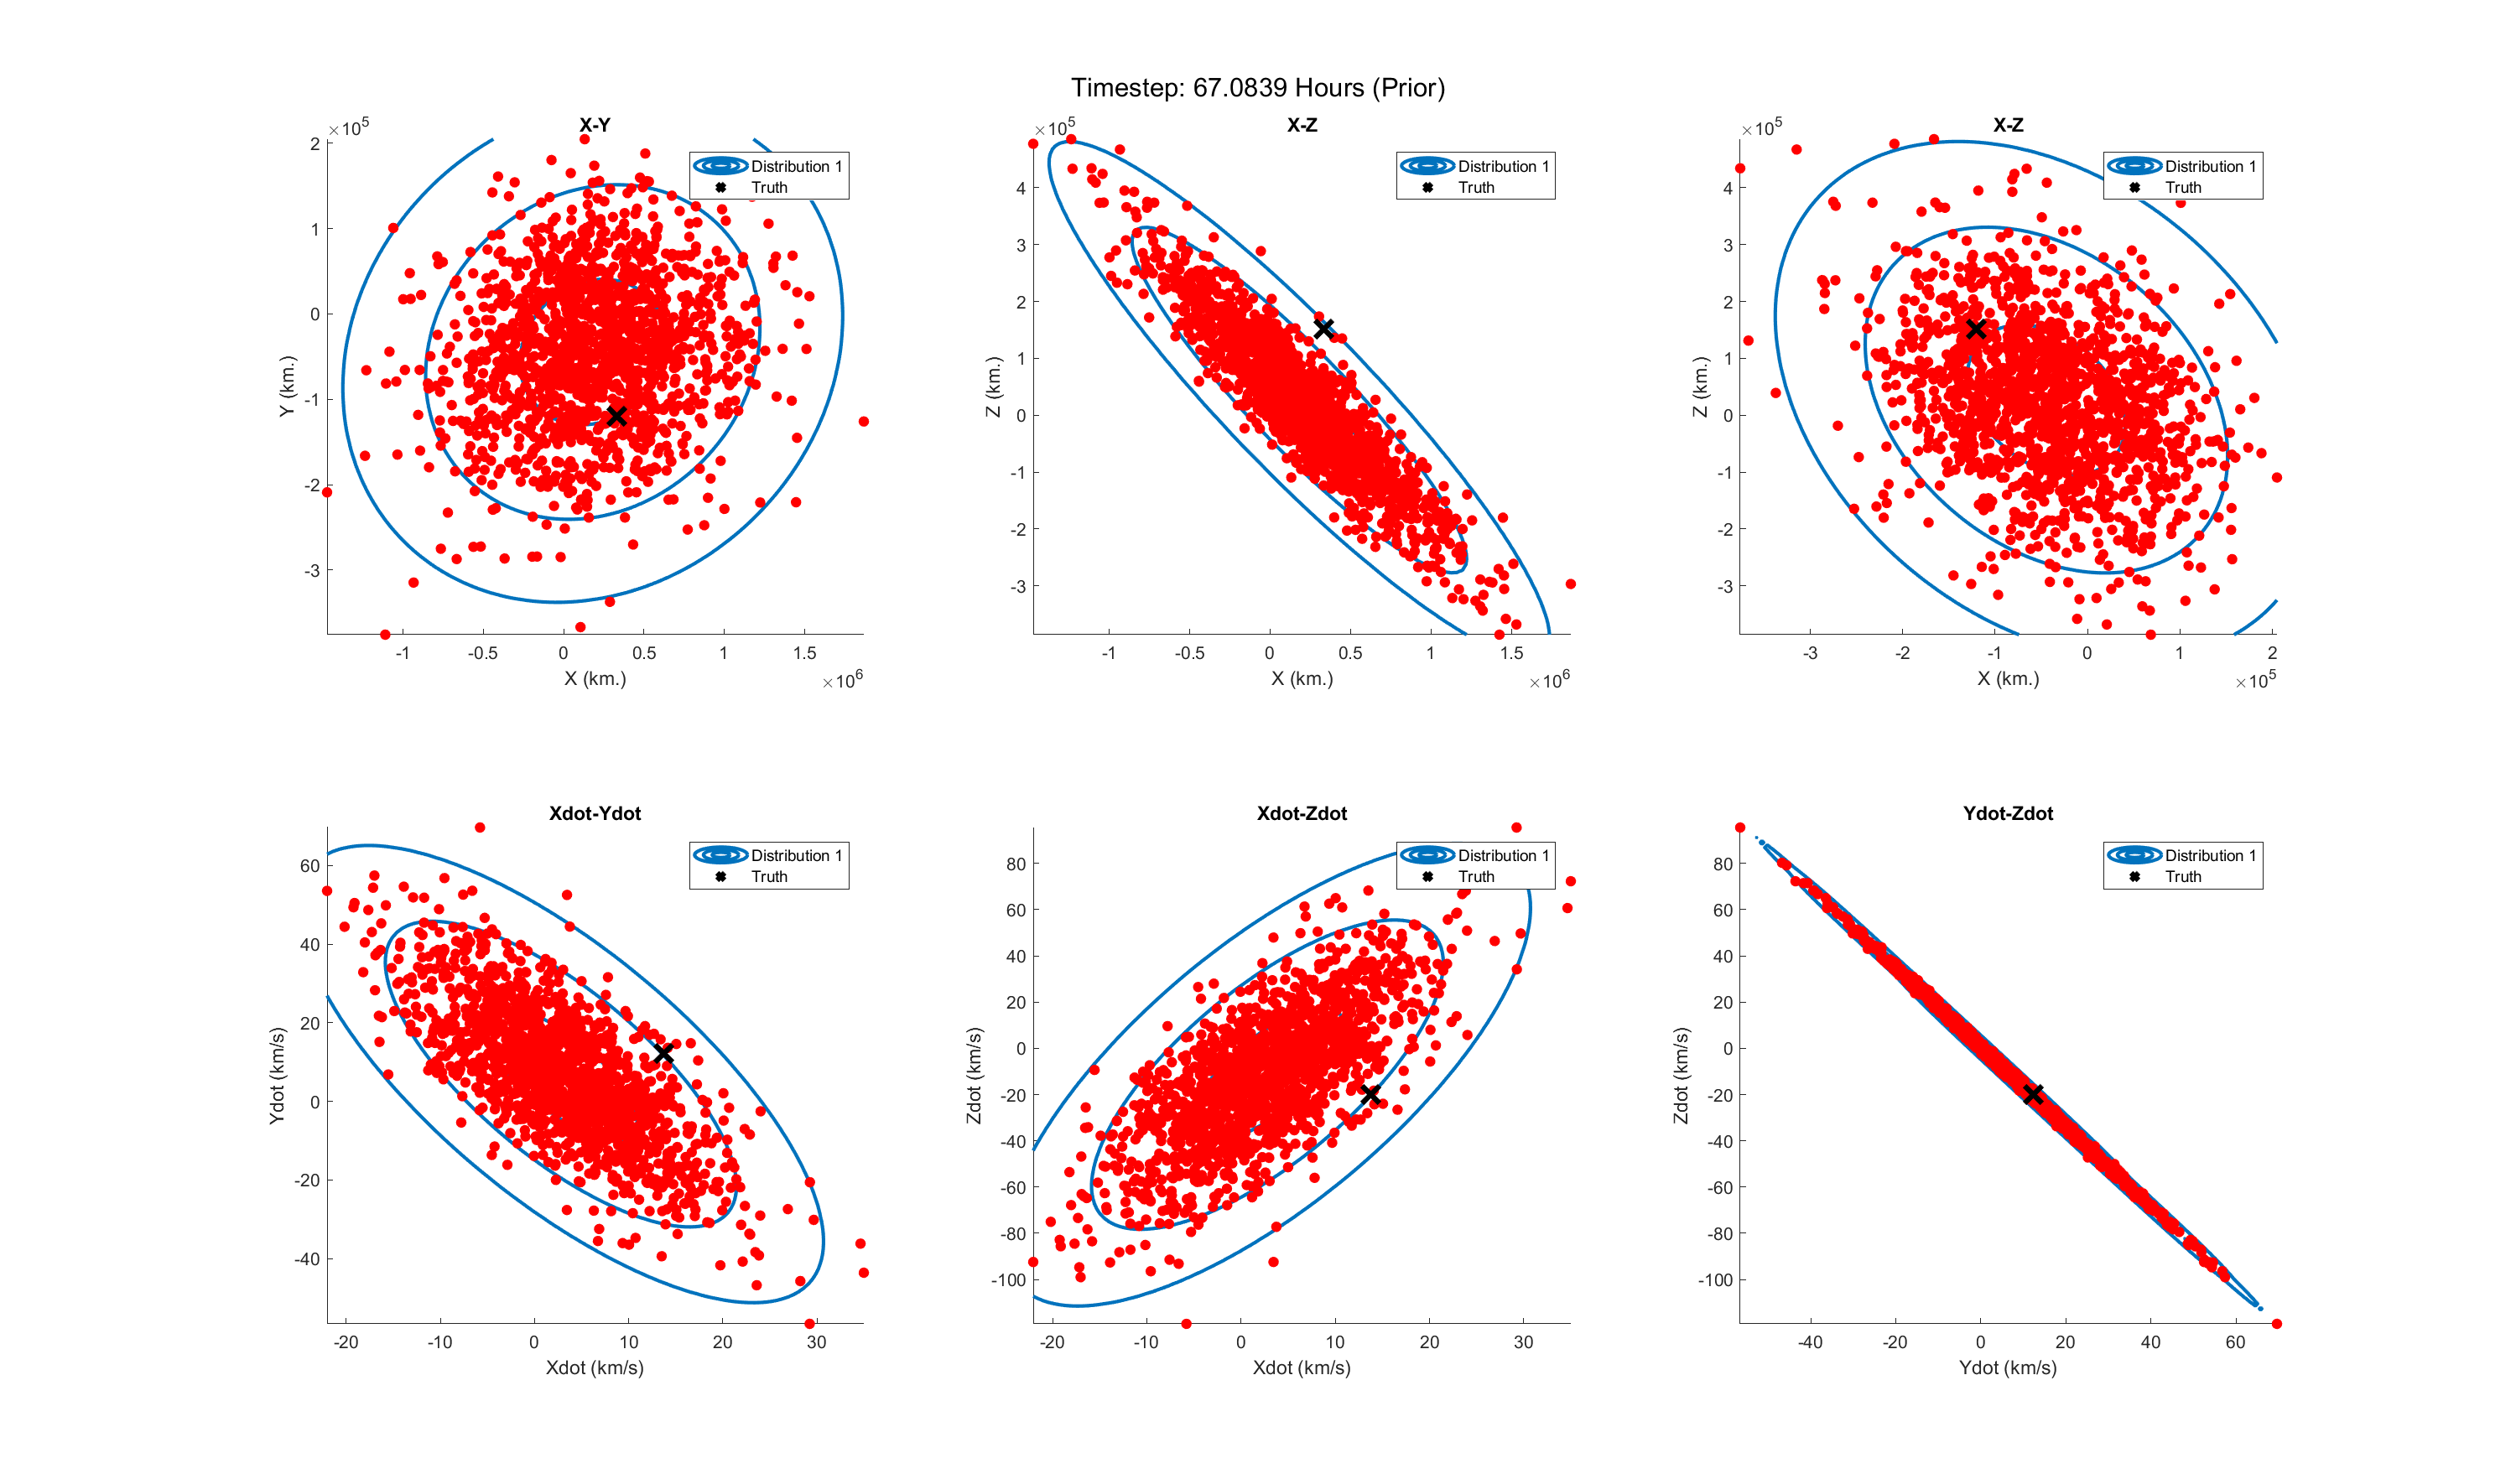 Timestep: 67.0839 Hours (Prior)
X-Y
×10^5
2
1
0
-1
-2
-3
Y (km.)
-1
-0.5
0
0.5
1
1.5
X (km.)
×10^6
Distribution 1
Truth
X-Z
×10^5
4
3
2
1
0
-1
-2
-3
Z (km.)
-1
-0.5
0
0.5
1
1.5
X (km.)
×10^6
Distribution 1
Truth
X-Z
×10^5
4
3
2
1
0
-1
-2
-3
Z (km.)
-3
-2
-1
0
1
2
X (km.)
×10^5
Distribution 1
Truth
Xdot-Ydot
60
40
20
0
-20
-40
Ydot (km/s)
-20
-10
0
10
20
30
Xdot (km/s)
Distribution 1
Truth
Xdot-Zdot
80
60
40
20
0
-20
-40
-60
-80
-100
Zdot (km/s)
-20
-10
0
10
20
30
Xdot (km/s)
Distribution 1
Truth
Ydot-Zdot
80
60
40
20
0
-20
-40
-60
-80
-100
Zdot (km/s)
-40
-20
0
20
40
60
Ydot (km/s)
Distribution 1
Truth